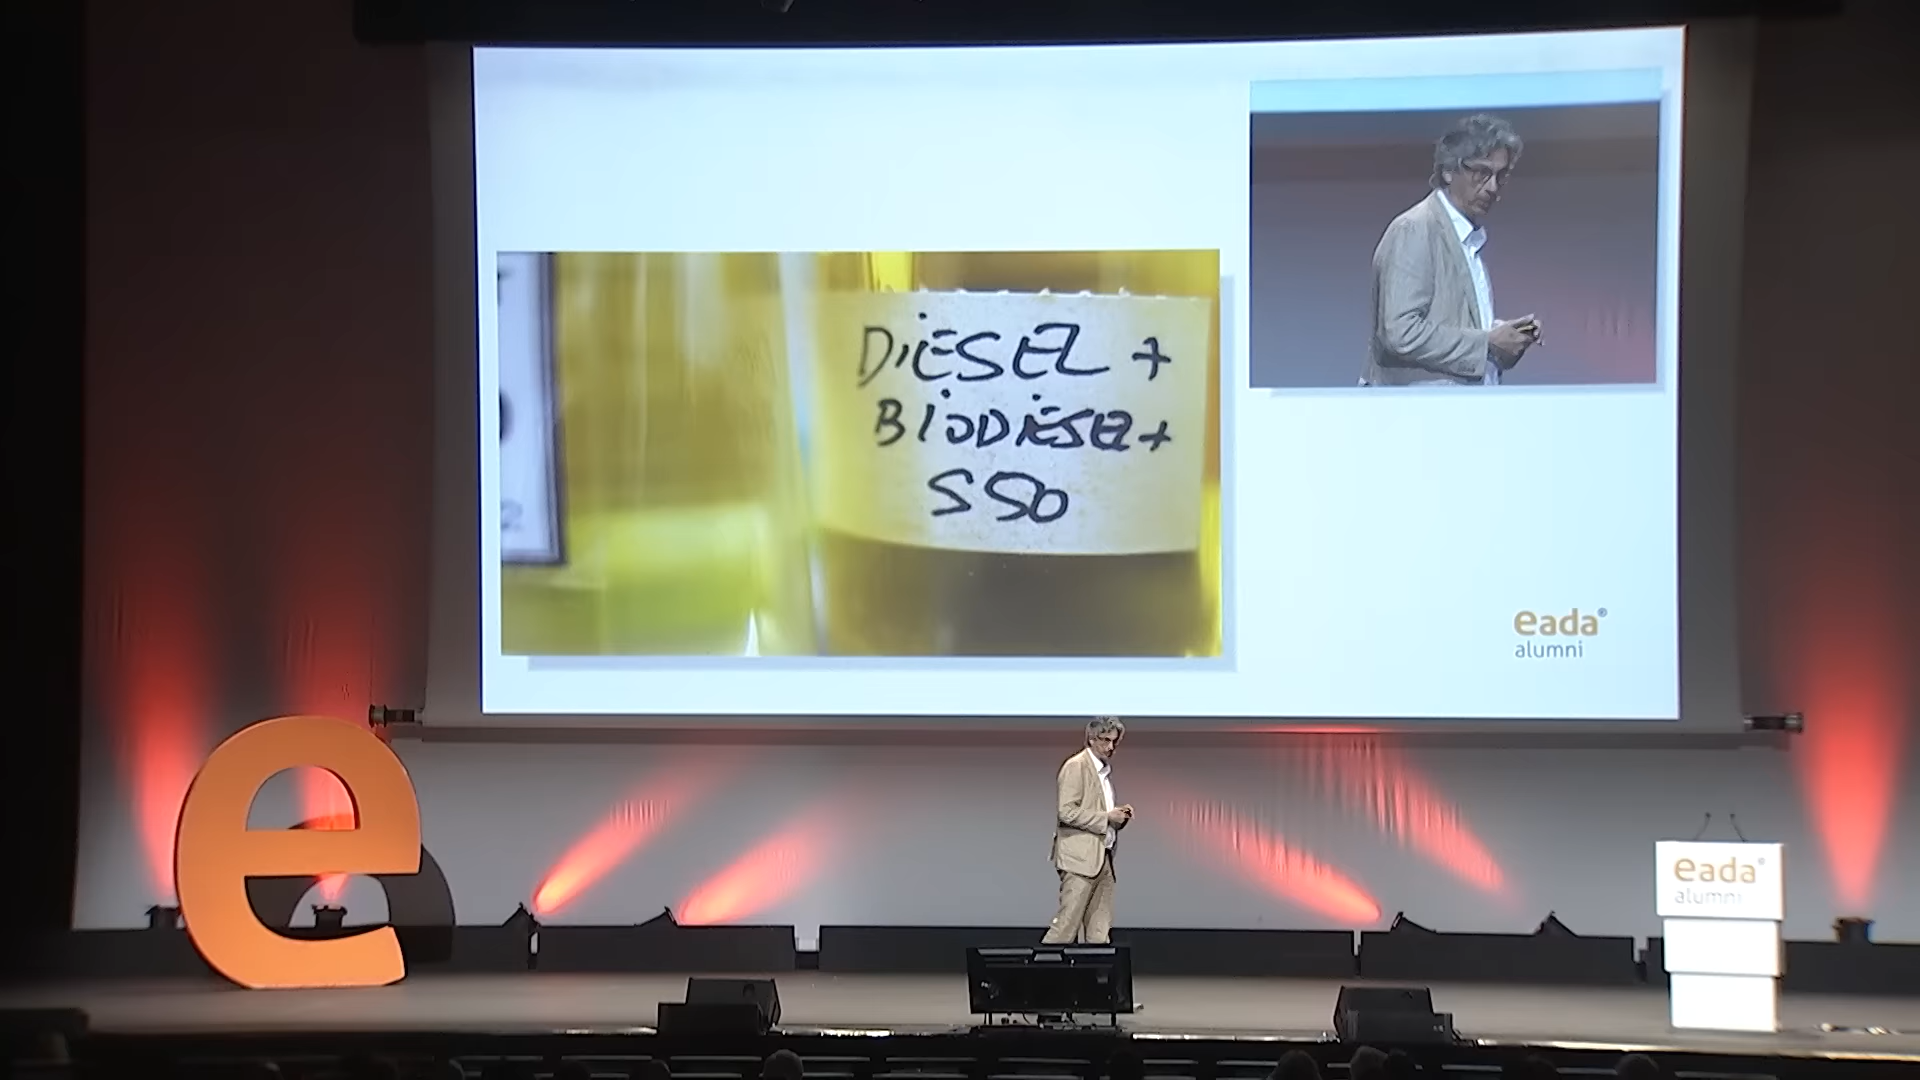 DIESEL +
BIODIESEL +
SSO
eada®
alumni
eada®
alumni